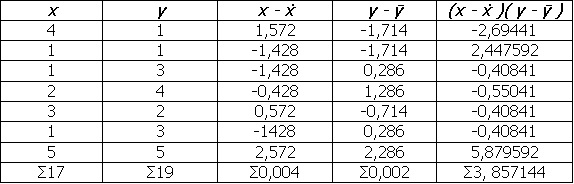 x y x - ẋ y - ȳ (x - ẋ )( y - ȳ )
4 1 1,572 -1,714 -2,69441
1 1 -1,428 -1,714 2,447592
1 3 -1,428 0,286 -0,40841
2 4 -0,428 1,286 -0,55041
3 2 0,572 -0,714 -0,40841
1 3 -1428 0,286 -0,40841
5 5 2,572 2,286 5,879592
Σ17 Σ19 Σ0,004 Σ0,002 Σ3, 857144